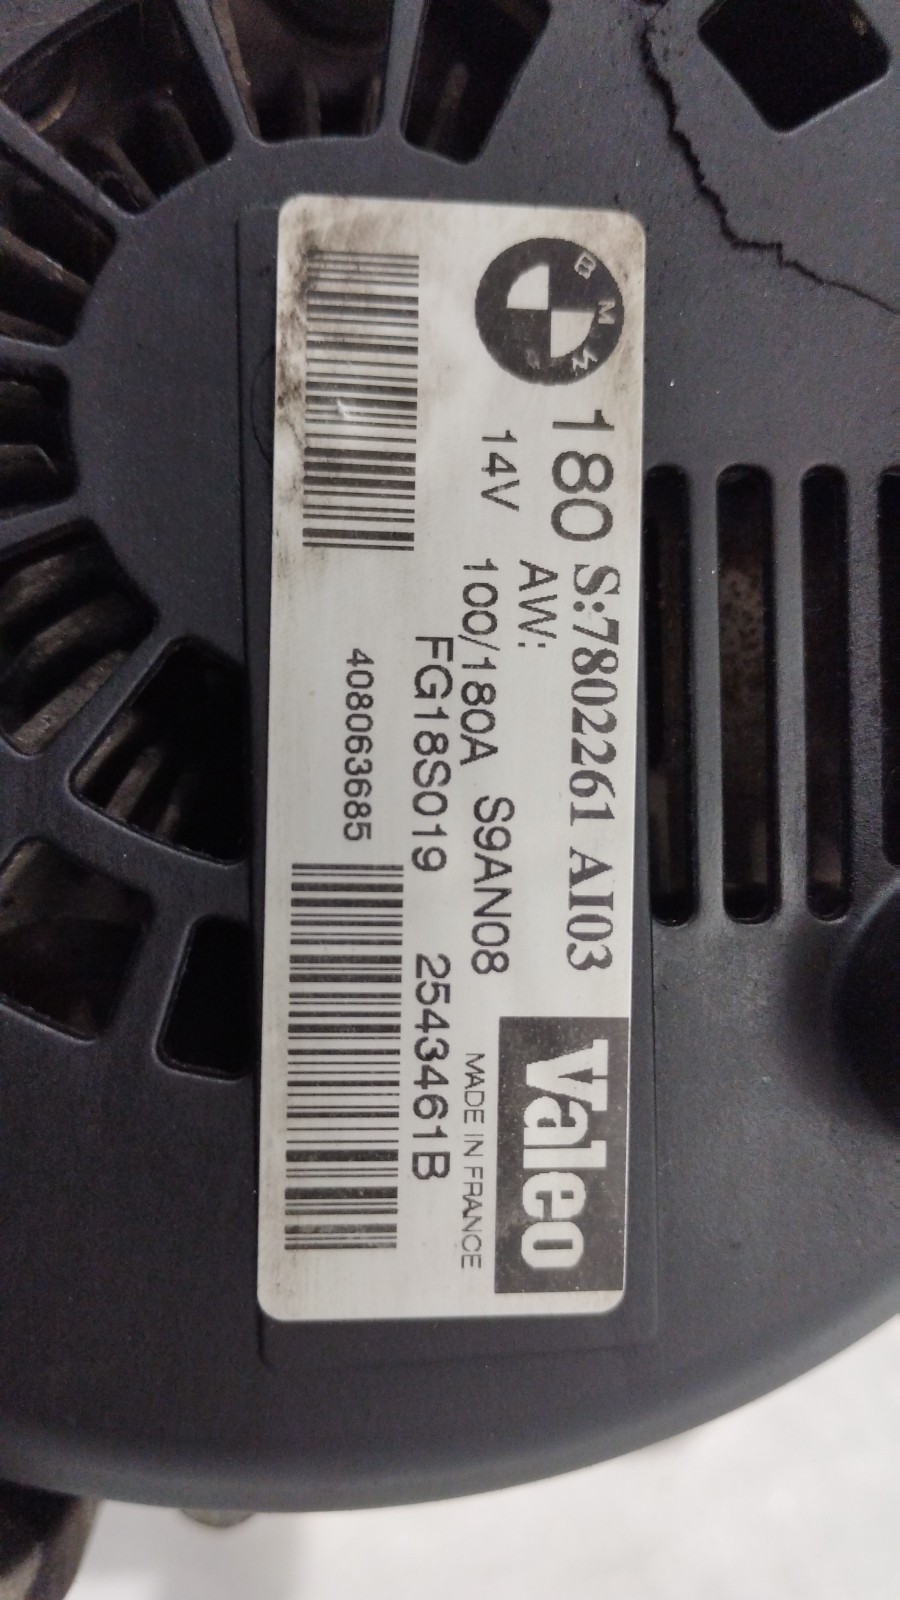 BMW
180 S:7802261 AI03
AW:
14V 100/180A S9AN08
FG18S019 2543461B
408063685
Valeo
MADE IN FRANCE